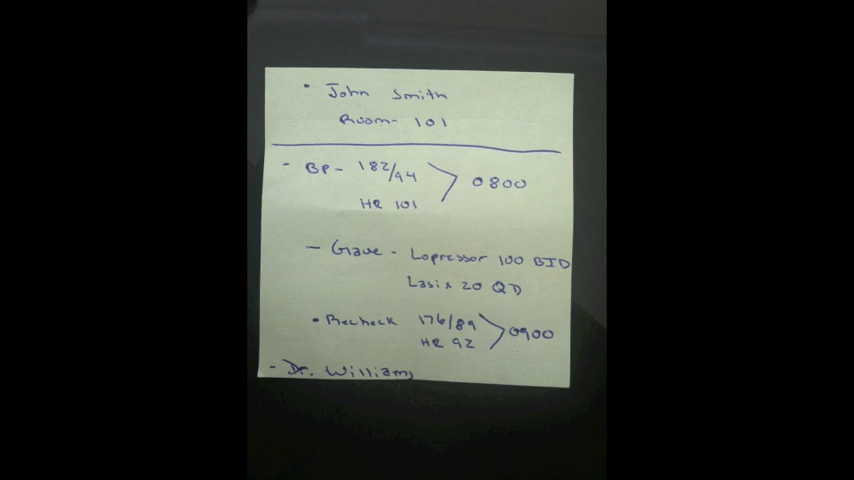 • John Smith
Room- 101
- BP- 182/94 > 0800
HR 101
- Gave - Lopressor 100 BID
Lasix 20 QD
• Recheck 176/89 > 0900
HR 92
- Dr. Williams